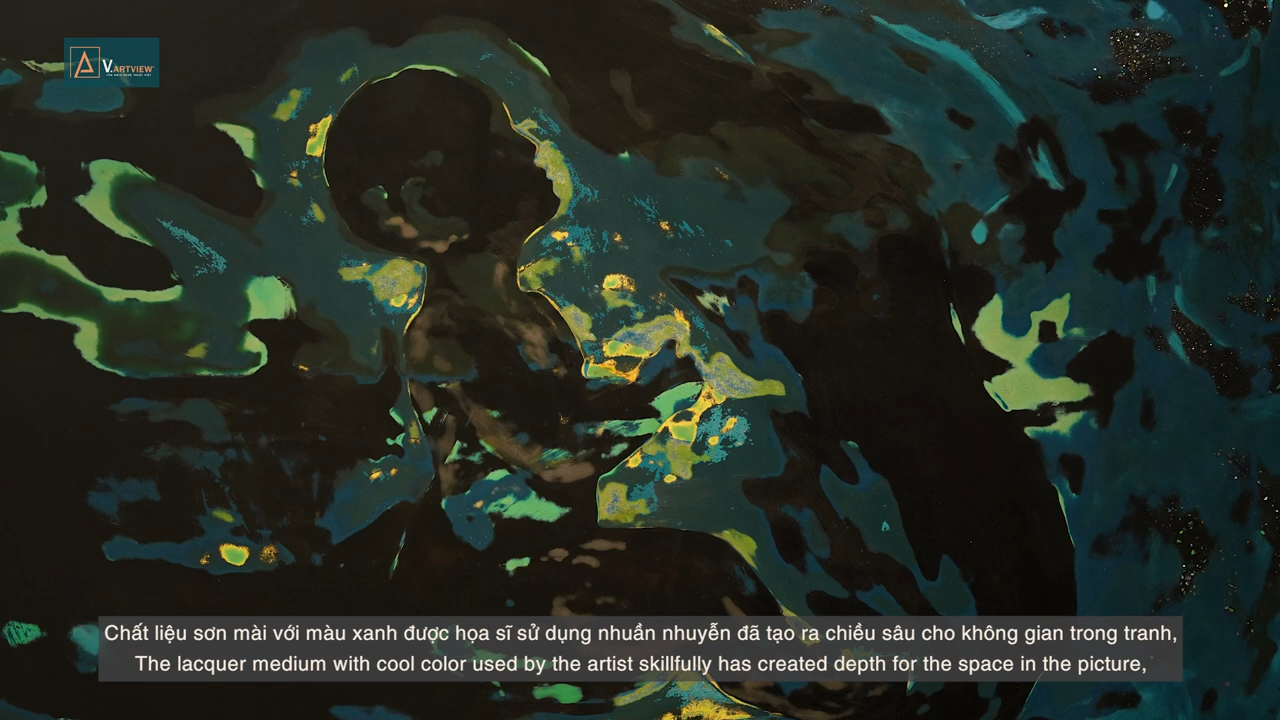 V.ARTVIEW
Chất liệu sơn mài với màu xanh được họa sĩ sử dụng nhuần nhuyễn đã tạo ra chiều sâu cho không gian trong tranh,
The lacquer medium with cool color used by the artist skillfully has created depth for the space in the picture,